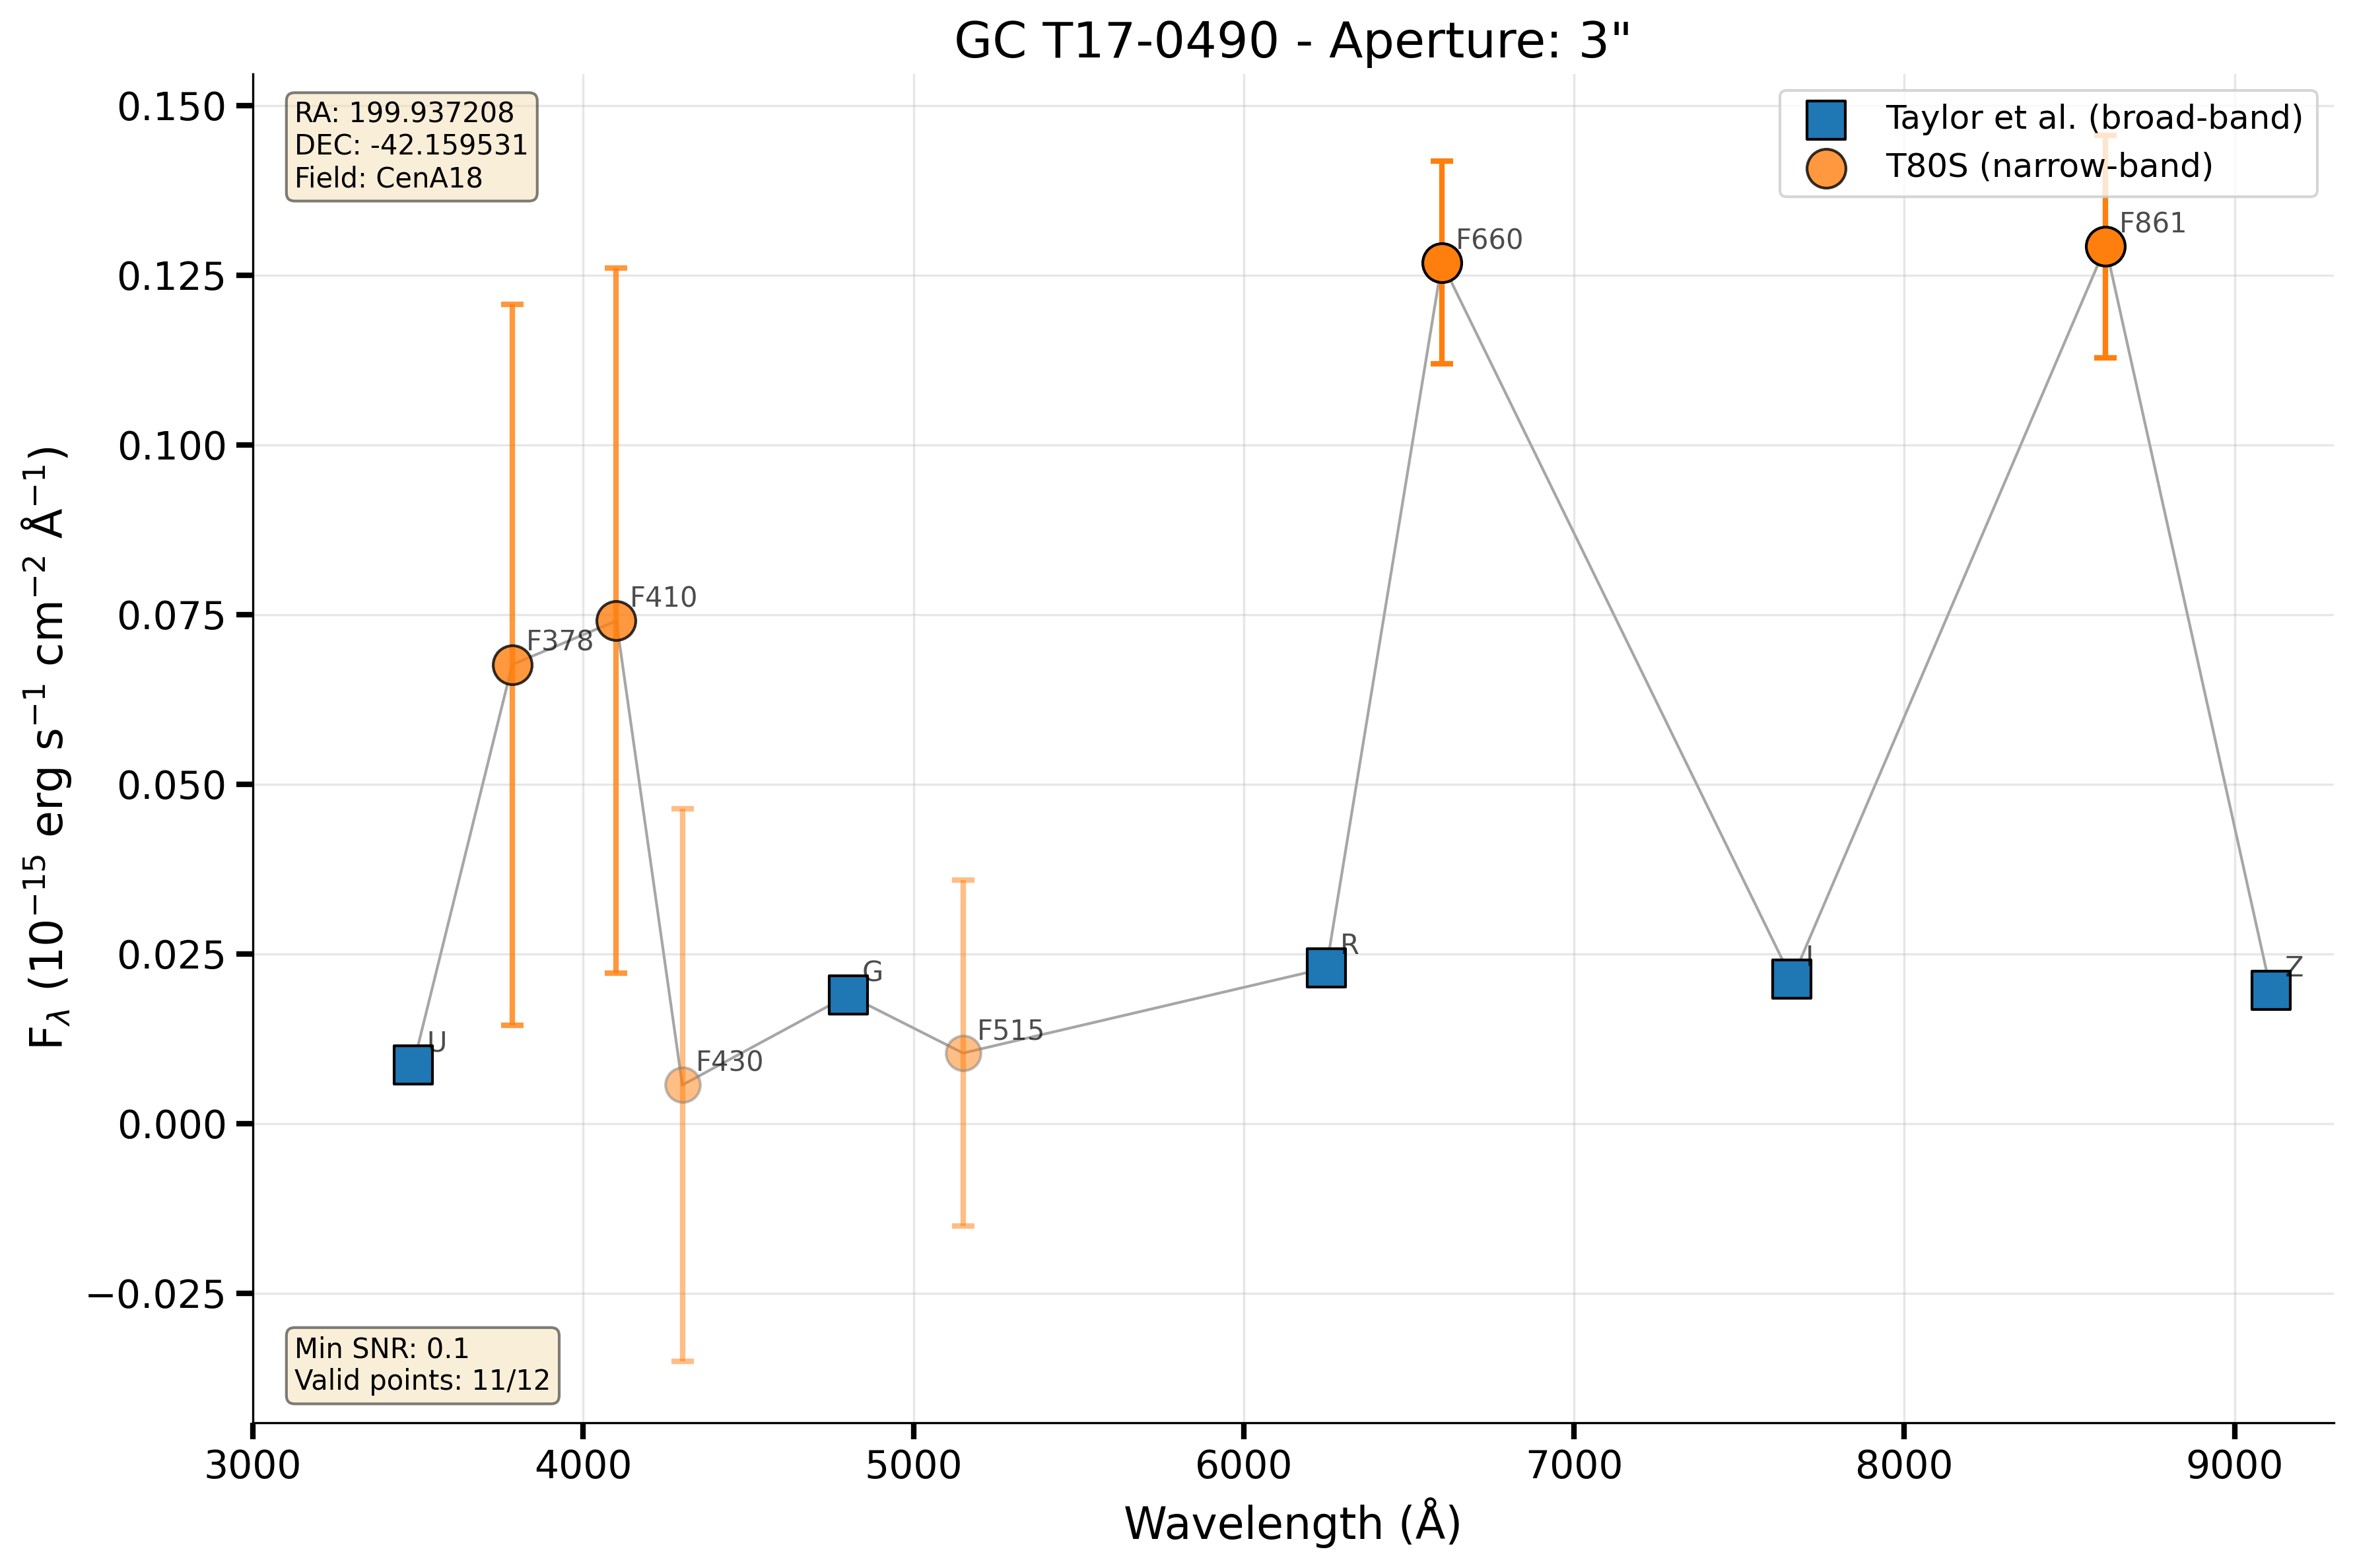 GC T17-0490 - Aperture: 3"
RA: 199.937208
DEC: -42.159531
Field: CenA18
Taylor et al. (broad-band)
T80S (narrow-band)
0.150
0.125
0.100
0.075
0.050
0.025
0.000
−0.025
F_λ (10⁻¹⁵ erg s⁻¹ cm⁻² Å⁻¹)
U
F378
F410
F430
G
F515
R
F660
I
F861
Z
Min SNR: 0.1
Valid points: 11/12
3000 4000 5000 6000 7000 8000 9000
Wavelength (Å)